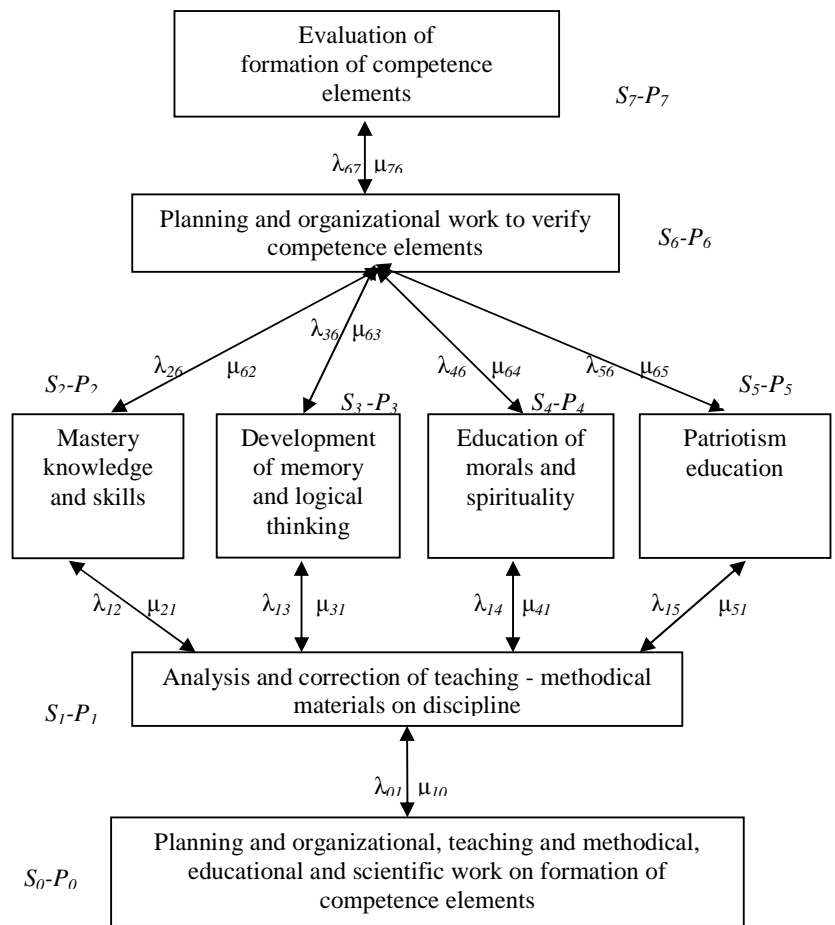 Evaluation of
formation of competence
elements
S7-P7
λ67 μ76
Planning and organizational work to verify
competence elements
S6-P6
λ26 μ62 λ36 μ63 λ46 μ64 λ56 μ65
S2-P2 S3-P3 S4-P4 S5-P5
Mastery
knowledge
and skills
Development
of memory
and logical
thinking
Education of
morals and
spirituality
Patriotism
education
λ12 μ21 λ13 μ31 λ14 μ41 λ15 μ51
Analysis and correction of teaching - methodical
materials on discipline
S1-P1
λ01 μ10
Planning and organizational, teaching and methodical,
educational and scientific work on formation of
competence elements
S0-P0